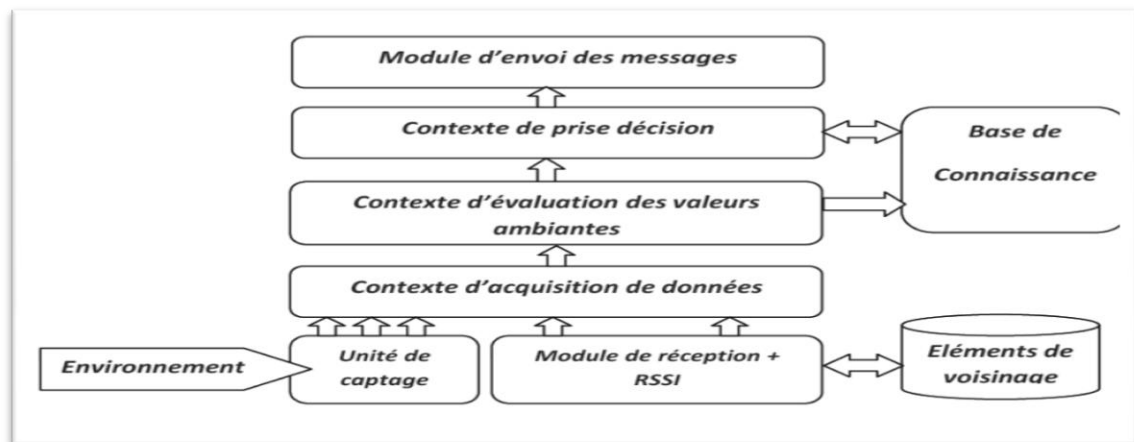 Module d'envoi des messages
Contexte de prise décision
Base de
Connaissance
Contexte d'évaluation des valeurs
ambiantes
Contexte d'acquisition de données
Environnement
Unité de
captage
Module de réception +
RSSI
Eléments de
voisinage